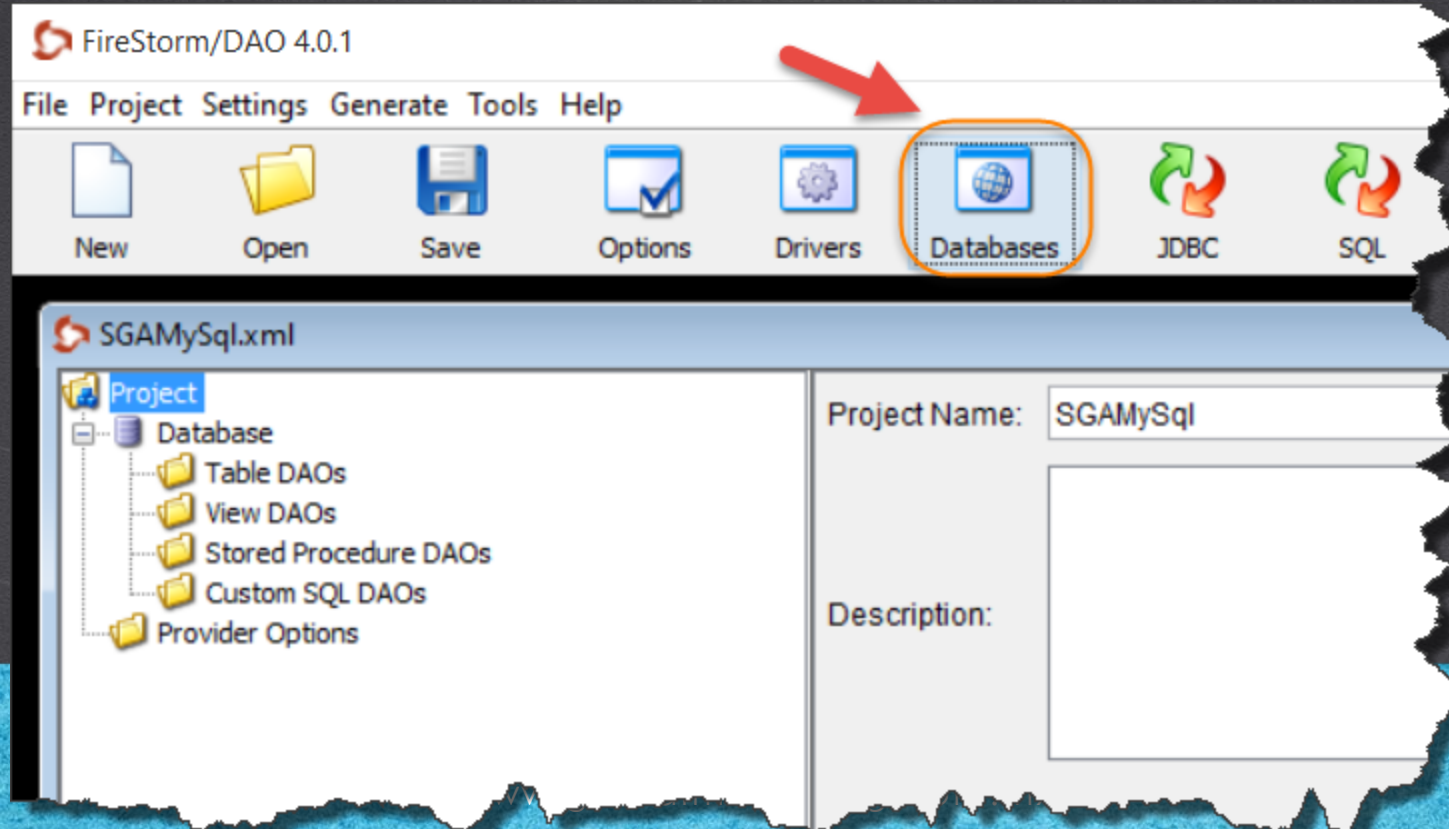 FireStorm/DAO 4.0.1
File Project Settings Generate Tools Help
New Open Save Options Drivers Databases JDBC SQL
SGAMySql.xml
Project
Database
Table DAOs
View DAOs
Stored Procedure DAOs
Custom SQL DAOs
Provider Options
Project Name: SGAMySql
Description: